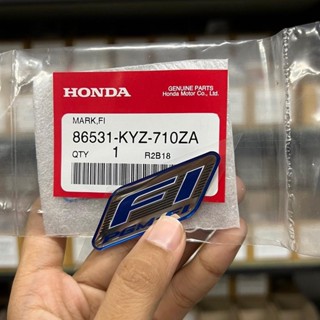 HONDA
GENUINE PARTS
Honda Motor Co., Ltd.
MARK,FI
86531-KYZ-710ZA
QTY 1 R2B18
FI